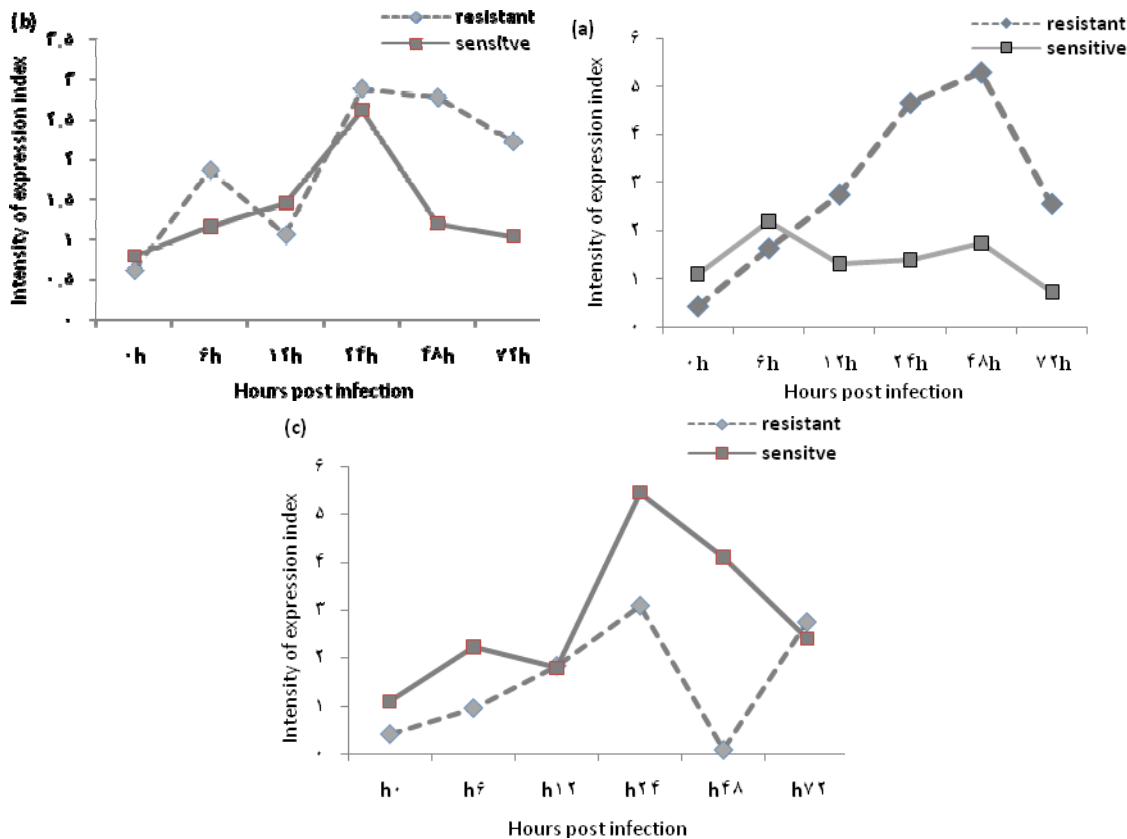 (b)
resistant
sensitve
۳.۵
۳
۲.۵
۲
۱.۵
۱
۰.۵
۰
Intensity of expression index
۰h ۶h ۱۲h ۲۴h ۴۸h ۷۲h
Hours post infection
(a)
resistant
sensitive
۶
۵
۴
۳
۲
۱
۰
Intensity of expression index
۰h ۶h ۱۲h ۲۴h ۴۸h ۷۲h
Hours post infection
(c)
resistant
sensitve
۶
۵
۴
۳
۲
۱
۰
Intensity of expression index
h۰ h۶ h۱۲ h۲۴ h۴۸ h۷۲
Hours post infection